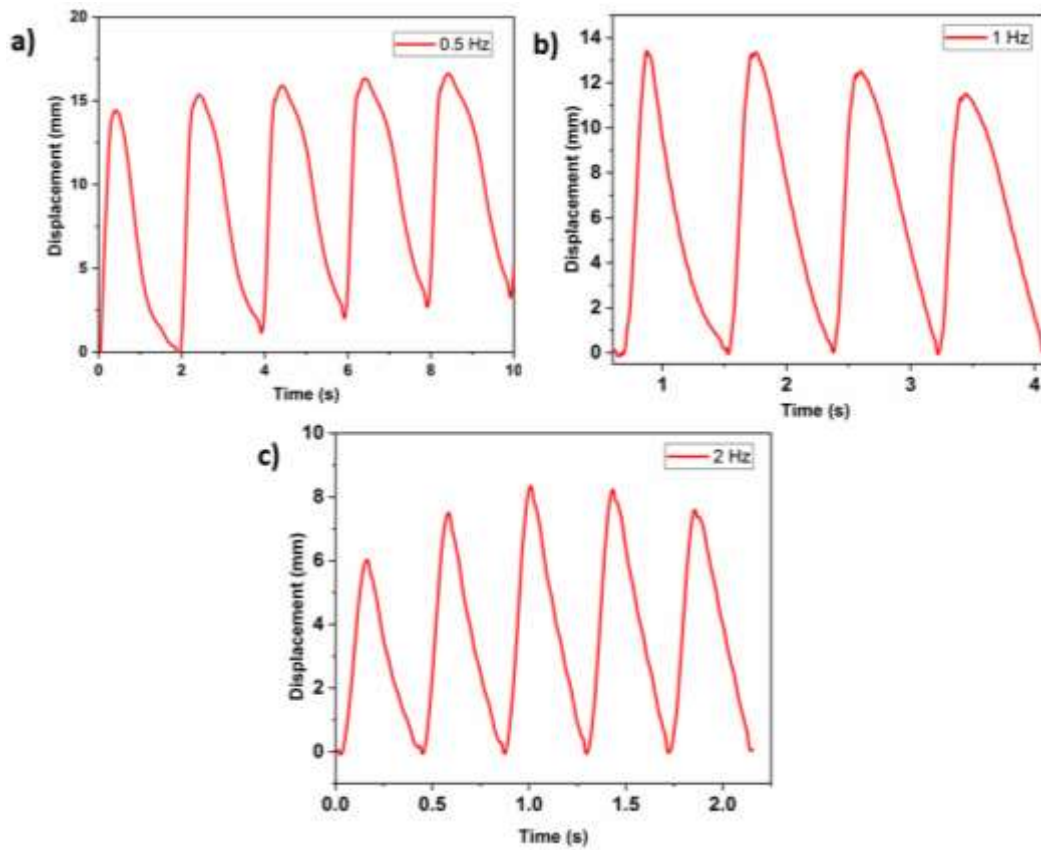 a)
0.5 Hz
20
15
10
5
0
Displacement (mm)
0 2 4 6 8 10
Time (s)
b)
1 Hz
14
12
10
8
6
4
2
0
Displacement (mm)
1 2 3 4
Time (s)
c)
2 Hz
10
8
6
4
2
0
Displacement (mm)
0.0 0.5 1.0 1.5 2.0
Time (s)